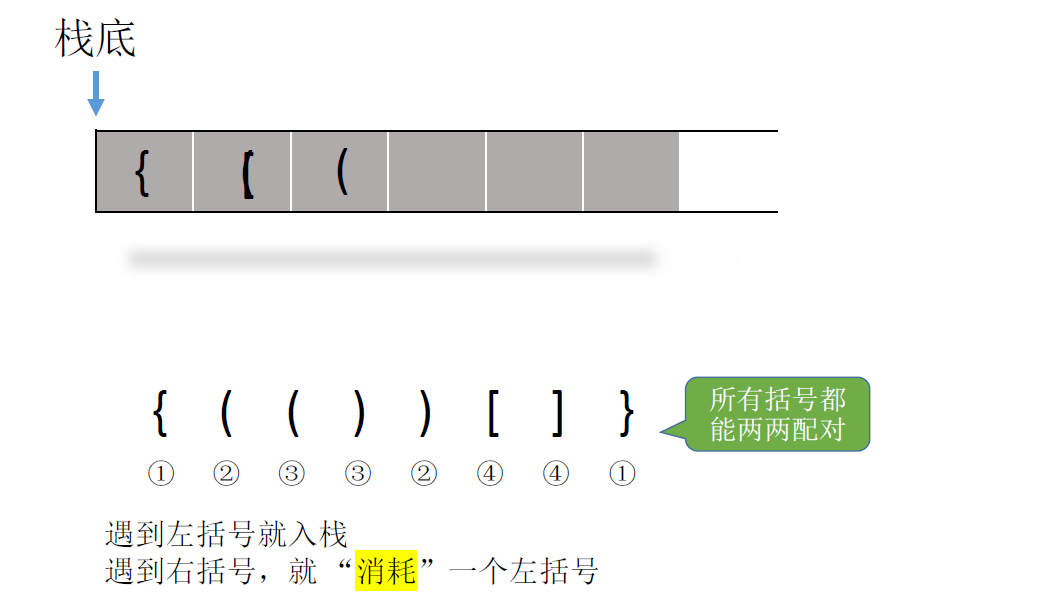 栈底
{ [ (
{ ( ( ) ) [ ] }
所有括号都
能两两配对
① ② ③ ③ ② ④ ④ ①
遇到左括号就入栈
遇到右括号，就“消耗”一个左括号